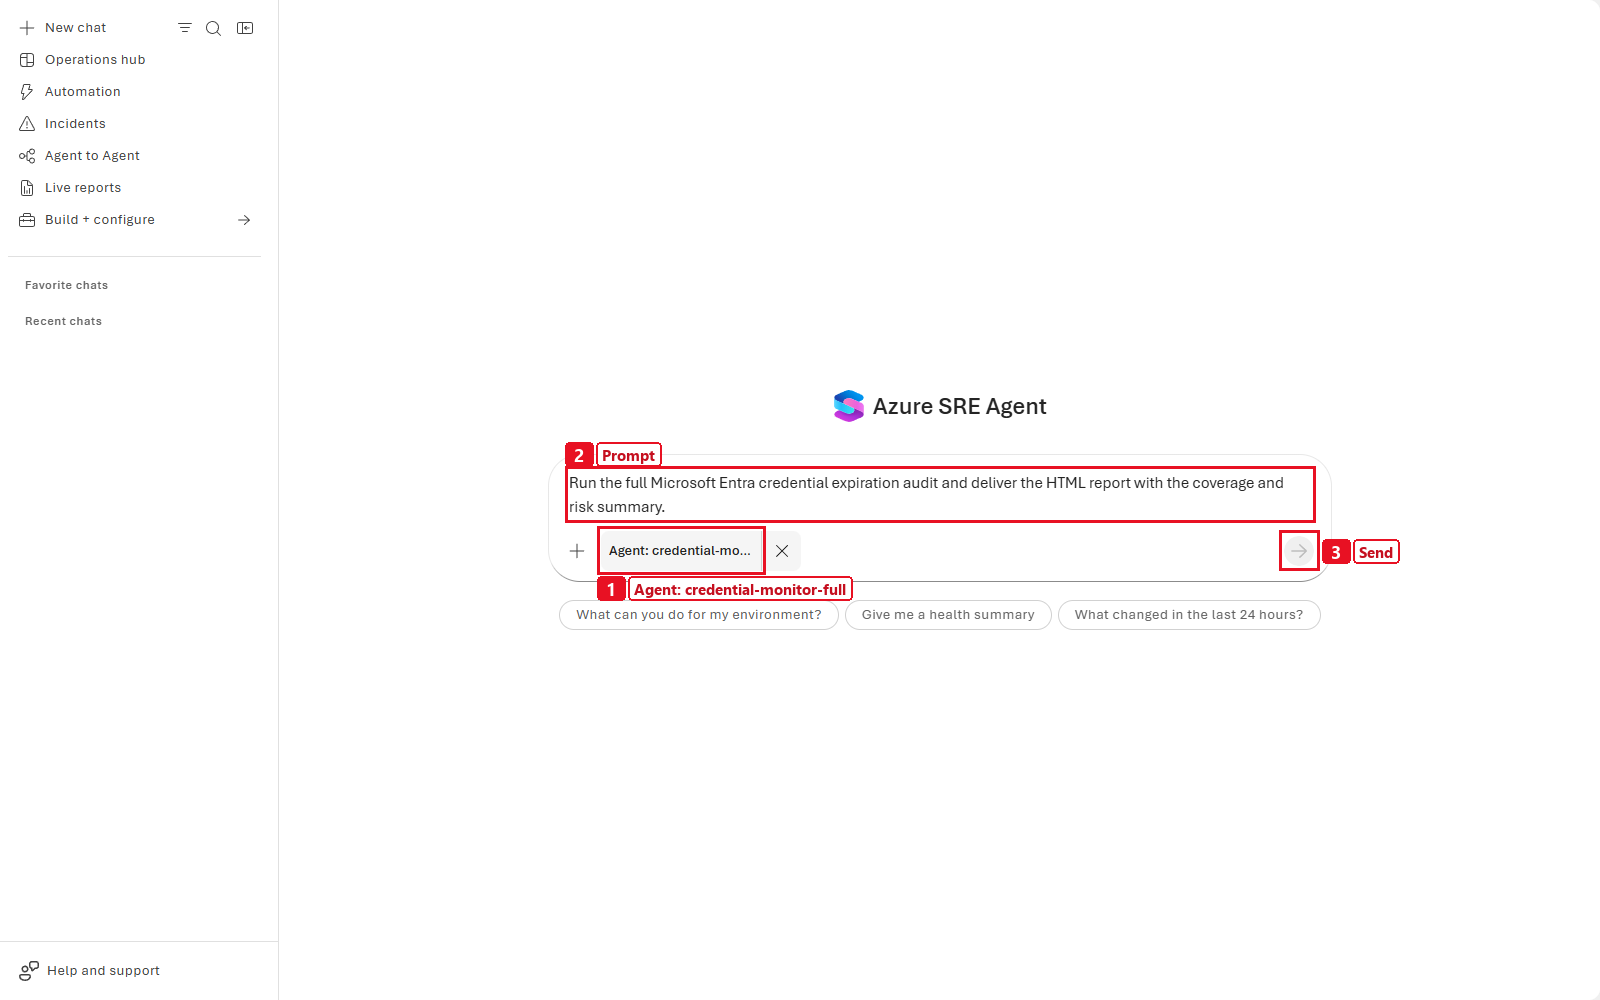 New chat
Operations hub
Automation
Incidents
Agent to Agent
Live reports
Build + configure
Favorite chats
Recent chats
Help and support
Azure SRE Agent
2 Prompt
Run the full Microsoft Entra credential expiration audit and deliver the HTML report with the coverage and
risk summary.
Agent: credential-mo...
3 Send
1 Agent: credential-monitor-full
What can you do for my environment?
Give me a health summary
What changed in the last 24 hours?